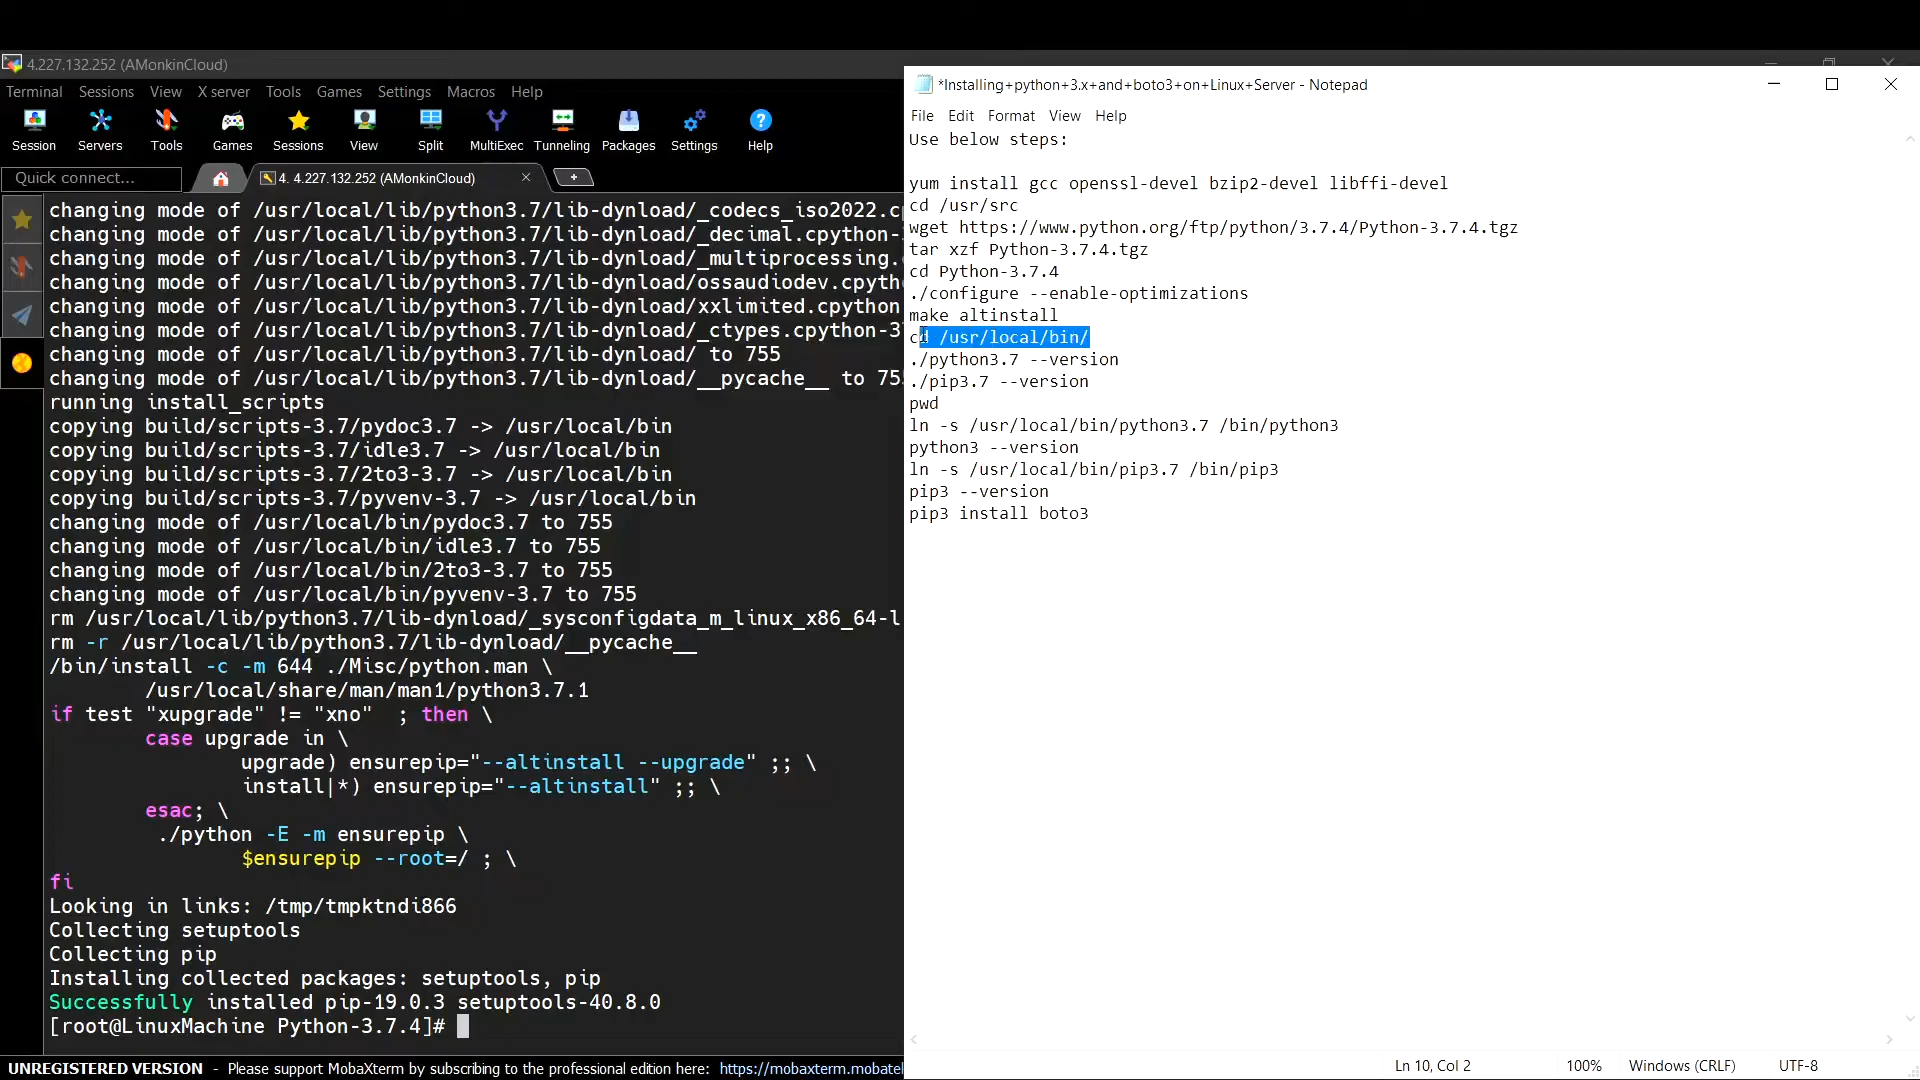 4.227.132.252 (AMonkinCloud)
Terminal Sessions View X server Tools Games Settings Macros Help
Session Servers Tools Games Sessions View Split MultiExec Tunneling Packages Settings Help
Quick connect...
4. 4.227.132.252 (AMonkinCloud)
changing mode of /usr/local/lib/python3.7/lib-dynload/_codecs_iso2022.cp
changing mode of /usr/local/lib/python3.7/lib-dynload/_decimal.cpython-3
changing mode of /usr/local/lib/python3.7/lib-dynload/_multiprocessing.c
changing mode of /usr/local/lib/python3.7/lib-dynload/ossaudiodev.cpytho
changing mode of /usr/local/lib/python3.7/lib-dynload/xxlimited.cpython-
changing mode of /usr/local/lib/python3.7/lib-dynload/_ctypes.cpython-37
changing mode of /usr/local/lib/python3.7/lib-dynload/ to 755
changing mode of /usr/local/lib/python3.7/lib-dynload/__pycache__ to 755
running install_scripts
copying build/scripts-3.7/pydoc3.7 -> /usr/local/bin
copying build/scripts-3.7/idle3.7 -> /usr/local/bin
copying build/scripts-3.7/2to3-3.7 -> /usr/local/bin
copying build/scripts-3.7/pyvenv-3.7 -> /usr/local/bin
changing mode of /usr/local/bin/pydoc3.7 to 755
changing mode of /usr/local/bin/idle3.7 to 755
changing mode of /usr/local/bin/2to3-3.7 to 755
changing mode of /usr/local/bin/pyvenv-3.7 to 755
rm /usr/local/lib/python3.7/lib-dynload/_sysconfigdata_m_linux_x86_64-l
rm -r /usr/local/lib/python3.7/lib-dynload/__pycache__
/bin/install -c -m 644 ./Misc/python.man \
/usr/local/share/man/man1/python3.7.1
if test "xupgrade" != "xno" ; then \
case upgrade in \
upgrade) ensurepip="--altinstall --upgrade" ;; \
install|*) ensurepip="--altinstall" ;; \
esac; \
./python -E -m ensurepip \
$ensurepip --root=/ ; \
fi
Looking in links: /tmp/tmpktndi866
Collecting setuptools
Collecting pip
Installing collected packages: setuptools, pip
Successfully installed pip-19.0.3 setuptools-40.8.0
[root@LinuxMachine Python-3.7.4]#
UNREGISTERED VERSION - Please support MobaXterm by subscribing to the professional edition here: https://mobaxterm.mobatek
*Installing+python+3.x+and+boto3+on+Linux+Server - Notepad
File Edit Format View Help
Use below steps:
yum install gcc openssl-devel bzip2-devel libffi-devel
cd /usr/src
wget https://www.python.org/ftp/python/3.7.4/Python-3.7.4.tgz
tar xzf Python-3.7.4.tgz
cd Python-3.7.4
./configure --enable-optimizations
make altinstall
cd /usr/local/bin/
./python3.7 --version
./pip3.7 --version
pwd
ln -s /usr/local/bin/python3.7 /bin/python3
python3 --version
ln -s /usr/local/bin/pip3.7 /bin/pip3
pip3 --version
pip3 install boto3
Ln 10, Col 2 100% Windows (CRLF) UTF-8